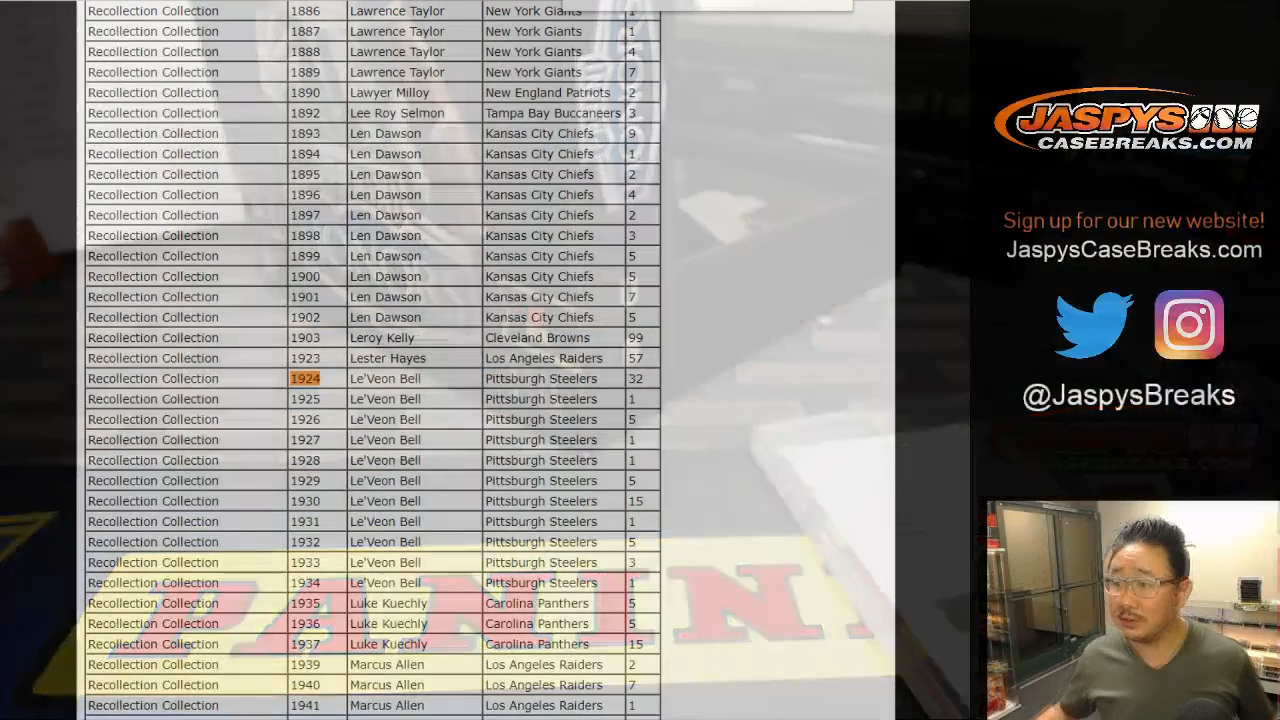 Recollection Collection 1886 Lawrence Taylor New York Giants 1
Recollection Collection 1887 Lawrence Taylor New York Giants 1
Recollection Collection 1888 Lawrence Taylor New York Giants 4
Recollection Collection 1889 Lawrence Taylor New York Giants 7
Recollection Collection 1890 Lawyer Milloy New England Patriots 2
Recollection Collection 1892 Lee Roy Selmon Tampa Bay Buccaneers 3
Recollection Collection 1893 Len Dawson Kansas City Chiefs 9
Recollection Collection 1894 Len Dawson Kansas City Chiefs 1
Recollection Collection 1895 Len Dawson Kansas City Chiefs 2
Recollection Collection 1896 Len Dawson Kansas City Chiefs 4
Recollection Collection 1897 Len Dawson Kansas City Chiefs 2
Recollection Collection 1898 Len Dawson Kansas City Chiefs 3
Recollection Collection 1899 Len Dawson Kansas City Chiefs 5
Recollection Collection 1900 Len Dawson Kansas City Chiefs 5
Recollection Collection 1901 Len Dawson Kansas City Chiefs 7
Recollection Collection 1902 Len Dawson Kansas City Chiefs 5
Recollection Collection 1903 Leroy Kelly Cleveland Browns 99
Recollection Collection 1923 Lester Hayes Los Angeles Raiders 57
Recollection Collection 1924 Le'Veon Bell Pittsburgh Steelers 32
Recollection Collection 1925 Le'Veon Bell Pittsburgh Steelers 1
Recollection Collection 1926 Le'Veon Bell Pittsburgh Steelers 5
Recollection Collection 1927 Le'Veon Bell Pittsburgh Steelers 1
Recollection Collection 1928 Le'Veon Bell Pittsburgh Steelers 1
Recollection Collection 1929 Le'Veon Bell Pittsburgh Steelers 5
Recollection Collection 1930 Le'Veon Bell Pittsburgh Steelers 15
Recollection Collection 1931 Le'Veon Bell Pittsburgh Steelers 1
Recollection Collection 1932 Le'Veon Bell Pittsburgh Steelers 5
Recollection Collection 1933 Le'Veon Bell Pittsburgh Steelers 3
Recollection Collection 1934 Le'Veon Bell Pittsburgh Steelers 1
Recollection Collection 1935 Luke Kuechly Carolina Panthers 5
Recollection Collection 1936 Luke Kuechly Carolina Panthers 5
Recollection Collection 1937 Luke Kuechly Carolina Panthers 15
Recollection Collection 1939 Marcus Allen Los Angeles Raiders 2
Recollection Collection 1940 Marcus Allen Los Angeles Raiders 7
Recollection Collection 1941 Marcus Allen Los Angeles Raiders 1
PANINI
JASPYS
CASEBREAKS.COM
Sign up for our new website!
JaspysCaseBreaks.com
@JaspysBreaks